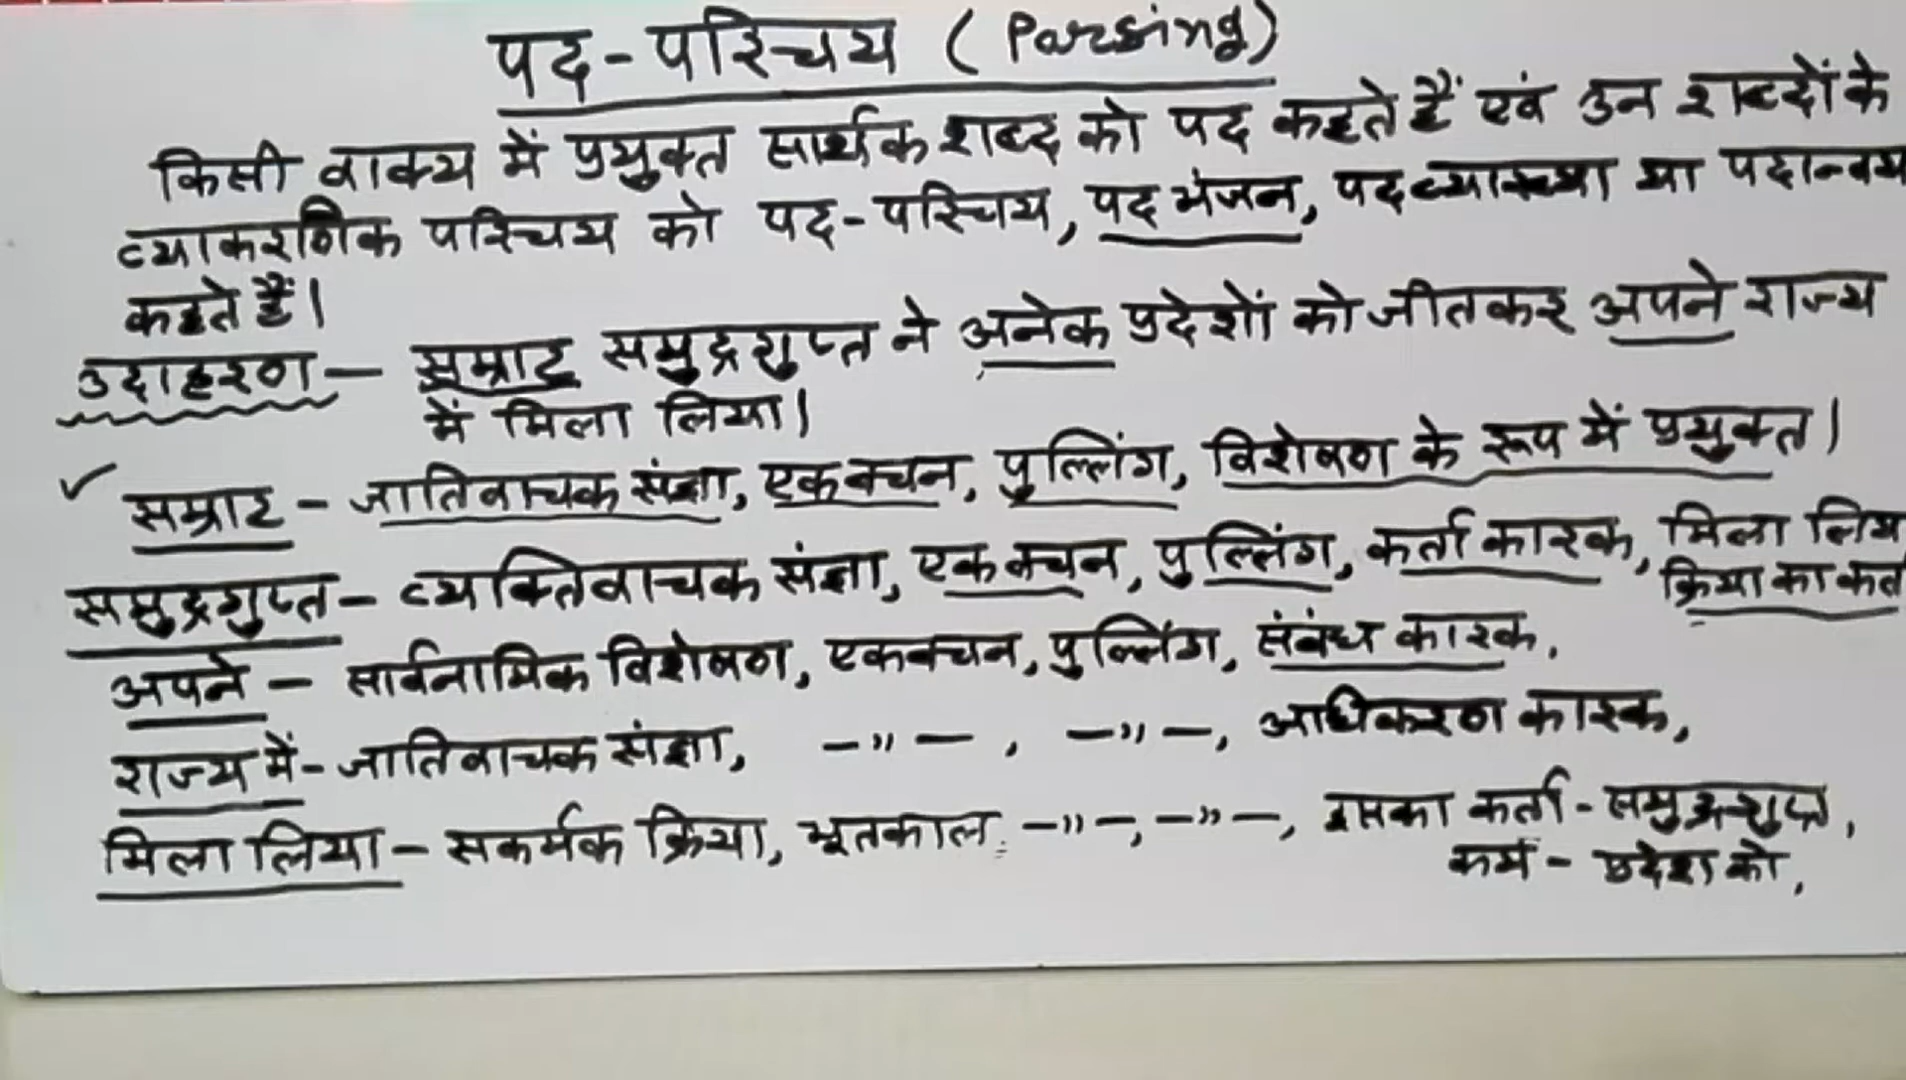 पद-परिचय (Parsing)
किसी वाक्य में प्रयुक्त सार्थक शब्द को पद कहते हैं एवं उन शब्दों के
व्याकरणिक परिचय को पद-परिचय, पद भंजन, पद व्याख्या या पदान्वय
कहते हैं।
उदाहरण — सम्राट समुद्रगुप्त ने अनेक प्रदेशों को जीतकर अपने राज्य
में मिला लिया।
✓ सम्राट - जातिवाचक संज्ञा, एकवचन, पुल्लिंग, विशेषण के रूप में प्रयुक्त।
समुद्रगुप्त - व्यक्तिवाचक संज्ञा, एकवचन, पुल्लिंग, कर्ता कारक, मिला लिय
क्रिया का कर्त
अपने - सार्वनामिक विशेषण, एकवचन, पुल्लिंग, संबंध कारक,
राज्य में - जातिवाचक संज्ञा, —"—, —"—, अधिकरण कारक,
मिला लिया - सकर्मक क्रिया, भूतकाल, —"—, —"—, इसका कर्ता - समुद्रगुप्त,
कर्म - प्रदेश को,